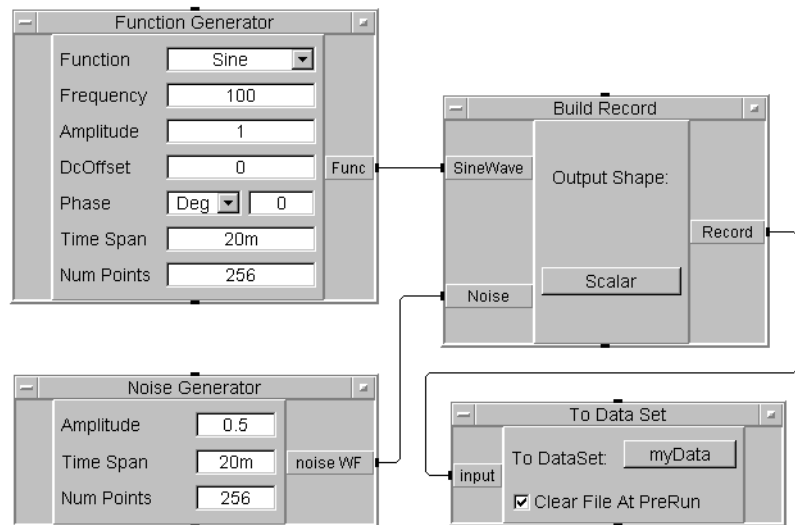 Function Generator
Function Sine
Frequency 100
Amplitude 1
DcOffset 0
Phase Deg 0
Time Span 20m
Num Points 256
Func
Build Record
SineWave
Noise
Output Shape:
Scalar
Record
Noise Generator
Amplitude 0.5
Time Span 20m
Num Points 256
noise WF
To Data Set
input
To DataSet: myData
Clear File At PreRun